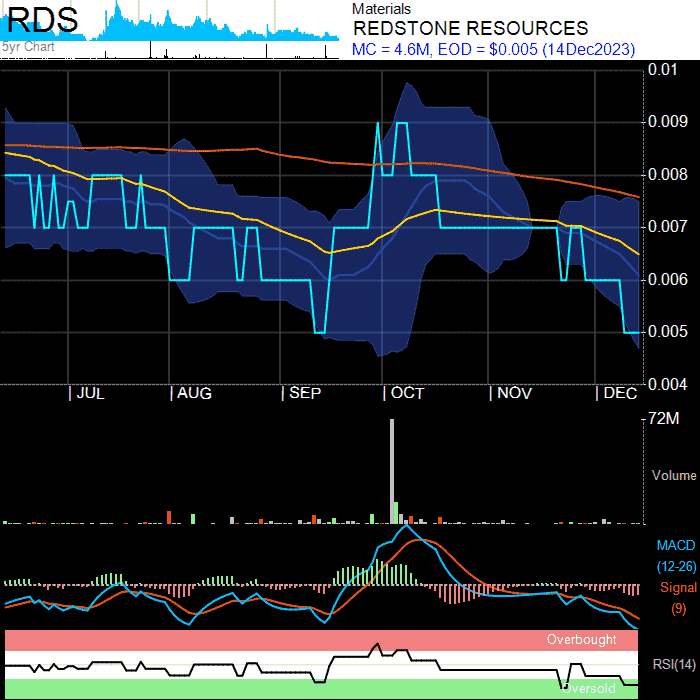 RDS
5yr Chart
Materials
REDSTONE RESOURCES
MC = 4.6M, EOD = $0.005 (14Dec2023)
0.01
0.009
0.008
0.007
0.006
0.005
0.004
JUL AUG SEP OCT NOV DEC
72M
Volume
MACD
(12-26)
Signal
(9)
Overbought
RSI(14)
Oversold